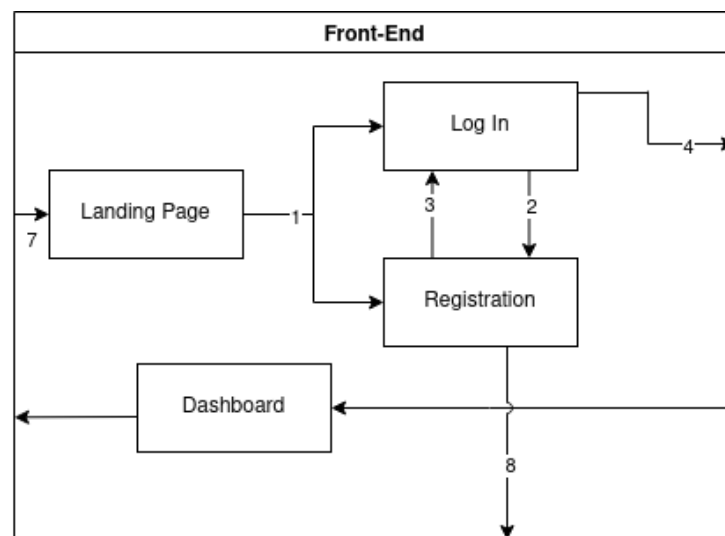 Front-End
Log In
4
3
2
Landing Page
1
7
Registration
Dashboard
8